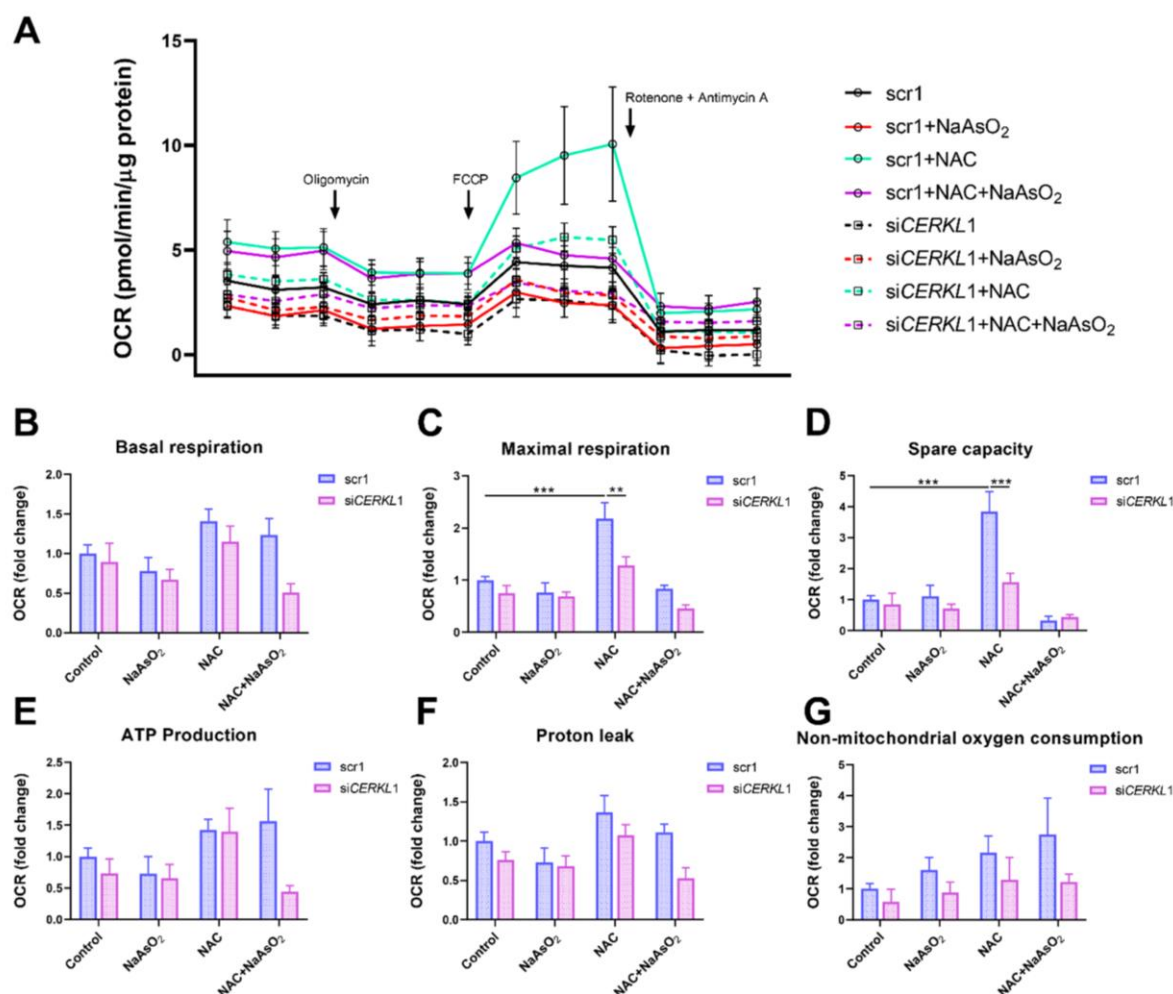 A
OCR (pmol/min/µg protein)
15
10
5
0
Oligomycin
FCCP
Rotenone + Antimycin A
scr1
scr1+NaAsO₂
scr1+NAC
scr1+NAC+NaAsO₂
siCERKL1
siCERKL1+NaAsO₂
siCERKL1+NAC
siCERKL1+NAC+NaAsO₂
B
Basal respiration
OCR (fold change)
2.0
1.5
1.0
0.5
0.0
Control
NaAsO₂
NAC
NAC+NaAsO₂
scr1
siCERKL1
C
Maximal respiration
OCR (fold change)
3
2
1
0
***
**
Control
NaAsO₂
NAC
NAC+NaAsO₂
scr1
siCERKL1
D
Spare capacity
OCR (fold change)
5
4
3
2
1
0
***
***
Control
NaAsO₂
NAC
NAC+NaAsO₂
scr1
siCERKL1
E
ATP Production
OCR (fold change)
2.5
2.0
1.5
1.0
0.5
0.0
Control
NaAsO₂
NAC
NAC+NaAsO₂
scr1
siCERKL1
F
Proton leak
OCR (fold change)
2.0
1.5
1.0
0.5
0.0
Control
NaAsO₂
NAC
NAC+NaAsO₂
scr1
siCERKL1
G
Non-mitochondrial oxygen consumption
OCR (fold change)
5
4
3
2
1
0
Control
NaAsO₂
NAC
NAC+NaAsO₂
scr1
siCERKL1